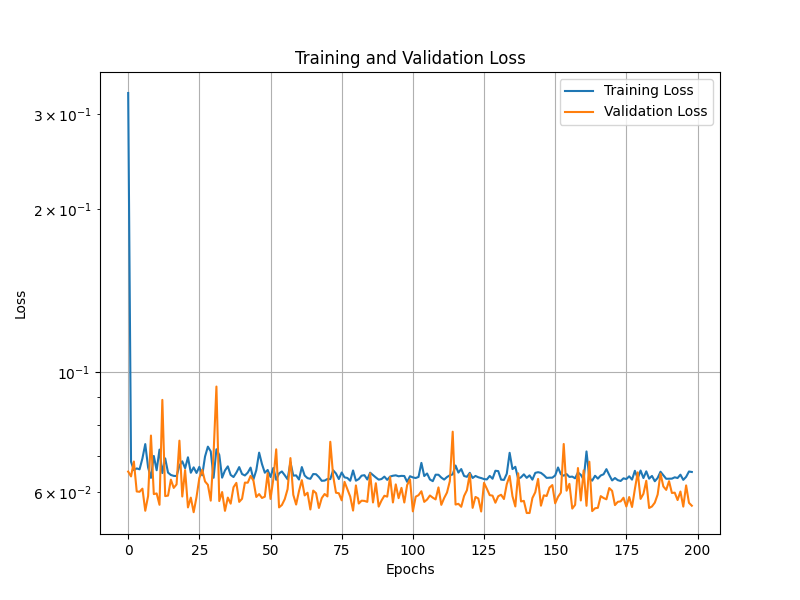 Training and Validation Loss
Training Loss
Validation Loss
3 × 10⁻¹
2 × 10⁻¹
10⁻¹
6 × 10⁻²
Loss
0 25 50 75 100 125 150 175 200
Epochs